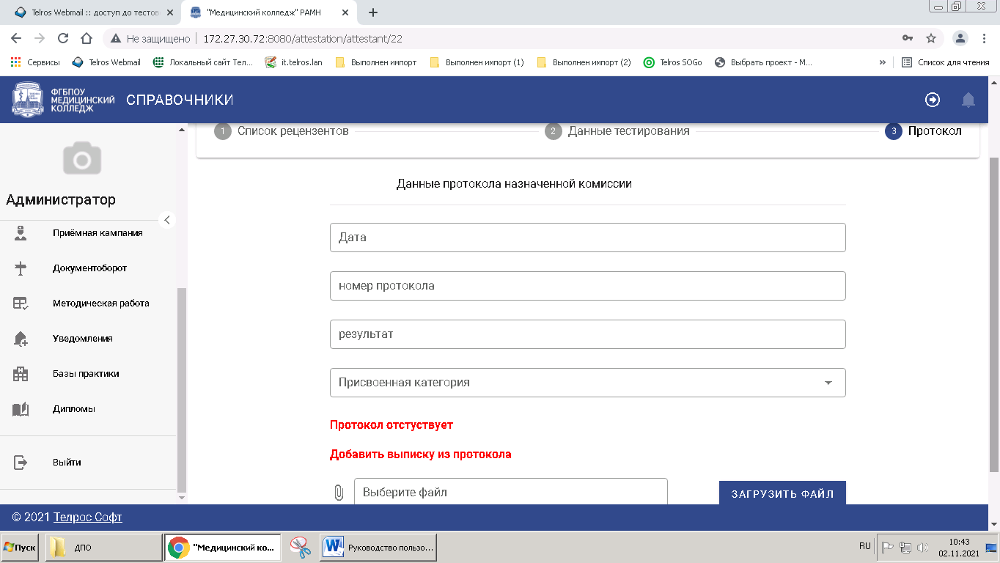 Telros Webmail :: доступ до тестов
"Медицинский колледж" РАМН
Не защищено
172.27.30.72:8080/attestation/attestant/22
Сервисы
Telros Webmail
Локальный сайт Тел...
it.telros.lan
Выполнен импорт
Выполнен импорт (1)
Выполнен импорт (2)
Telros SOGo
Выбрать проект - М...
»
Список для чтения
ФГБПОУ
МЕДИЦИНСКИЙ
КОЛЛЕДЖ
СПРАВОЧНИКИ
1 Список рецензентов
2 Данные тестирования
3 Протокол
Администратор
Приёмная кампания
Документооборот
Методическая работа
Уведомления
Базы практики
Дипломы
Выйти
Данные протокола назначенной комиссии
Дата
номер протокола
результат
Присвоенная категория
Протокол отстуствует
Добавить выписку из протокола
Выберите файл
ЗАГРУЗИТЬ ФАЙЛ
© 2021 Телрос Софт
Пуск
ДПО
"Медицинский ко...
Руководство пользо...
RU
10:43
02.11.2021